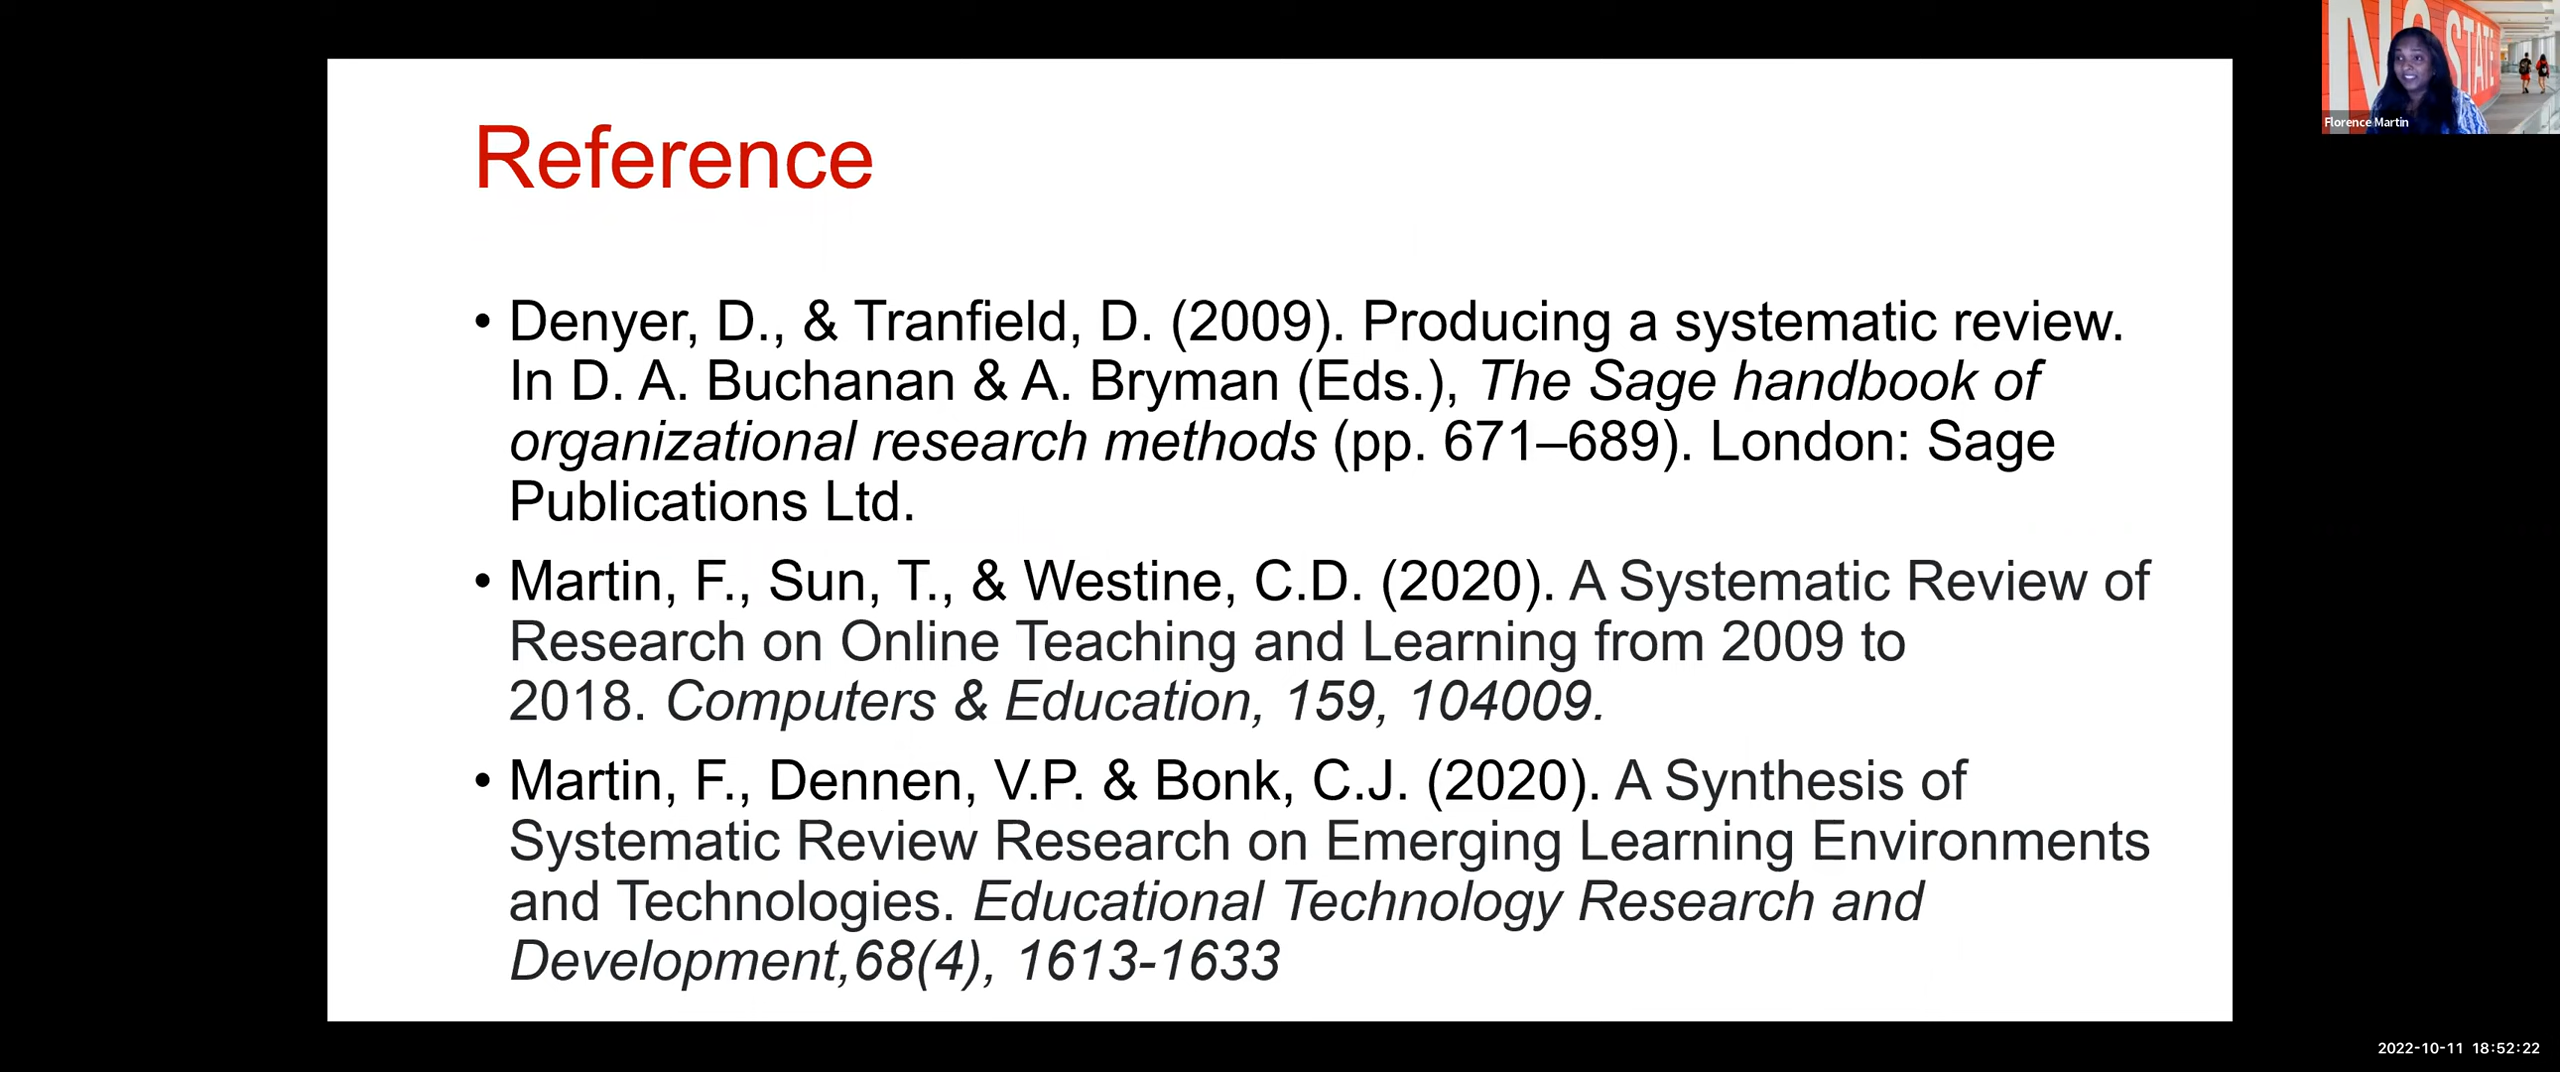 Reference
• Denyer, D., & Tranfield, D. (2009). Producing a systematic review.
In D. A. Buchanan & A. Bryman (Eds.), The Sage handbook of
organizational research methods (pp. 671–689). London: Sage
Publications Ltd.
• Martin, F., Sun, T., & Westine, C.D. (2020). A Systematic Review of
Research on Online Teaching and Learning from 2009 to
2018. Computers & Education, 159, 104009.
• Martin, F., Dennen, V.P. & Bonk, C.J. (2020). A Synthesis of
Systematic Review Research on Emerging Learning Environments
and Technologies. Educational Technology Research and
Development,68(4), 1613-1633
STATE
Florence Martin
2022-10-11 18:52:22